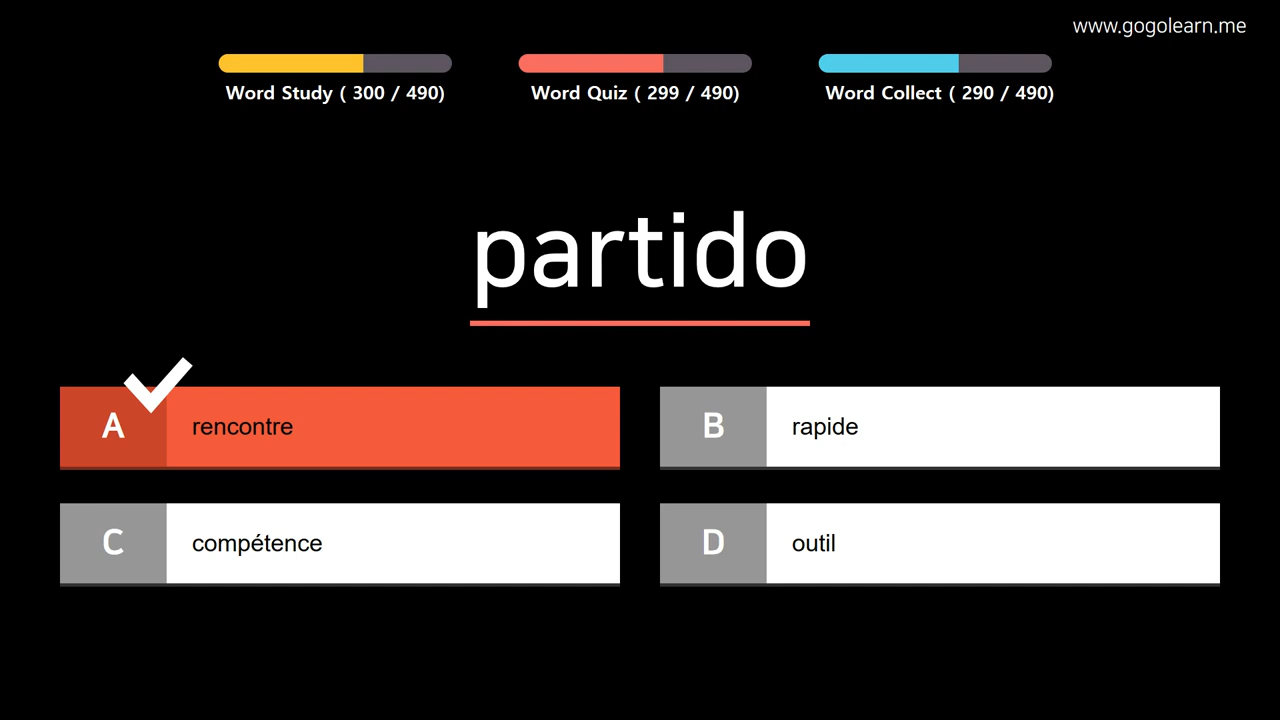 www.gogolearn.me
Word Study ( 300 / 490)
Word Quiz ( 299 / 490)
Word Collect ( 290 / 490)
partido
A rencontre
B rapide
C compétence
D outil